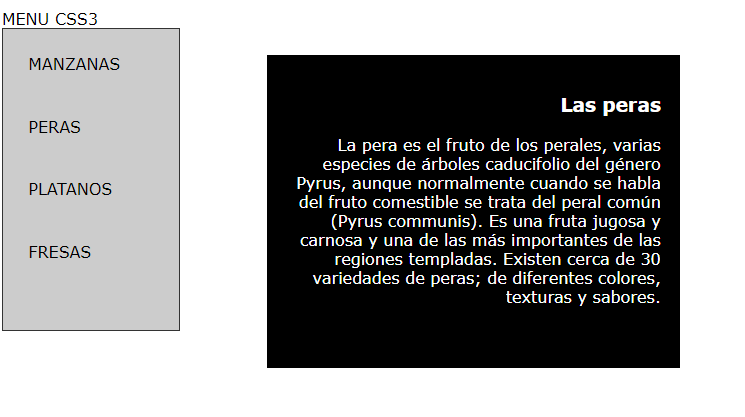 MENU CSS3
MANZANAS
PERAS
PLATANOS
FRESAS
Las peras
La pera es el fruto de los perales, varias
especies de árboles caducifolio del género
Pyrus, aunque normalmente cuando se habla
del fruto comestible se trata del peral común
(Pyrus communis). Es una fruta jugosa y
carnosa y una de las más importantes de las
regiones templadas. Existen cerca de 30
variedades de peras; de diferentes colores,
texturas y sabores.